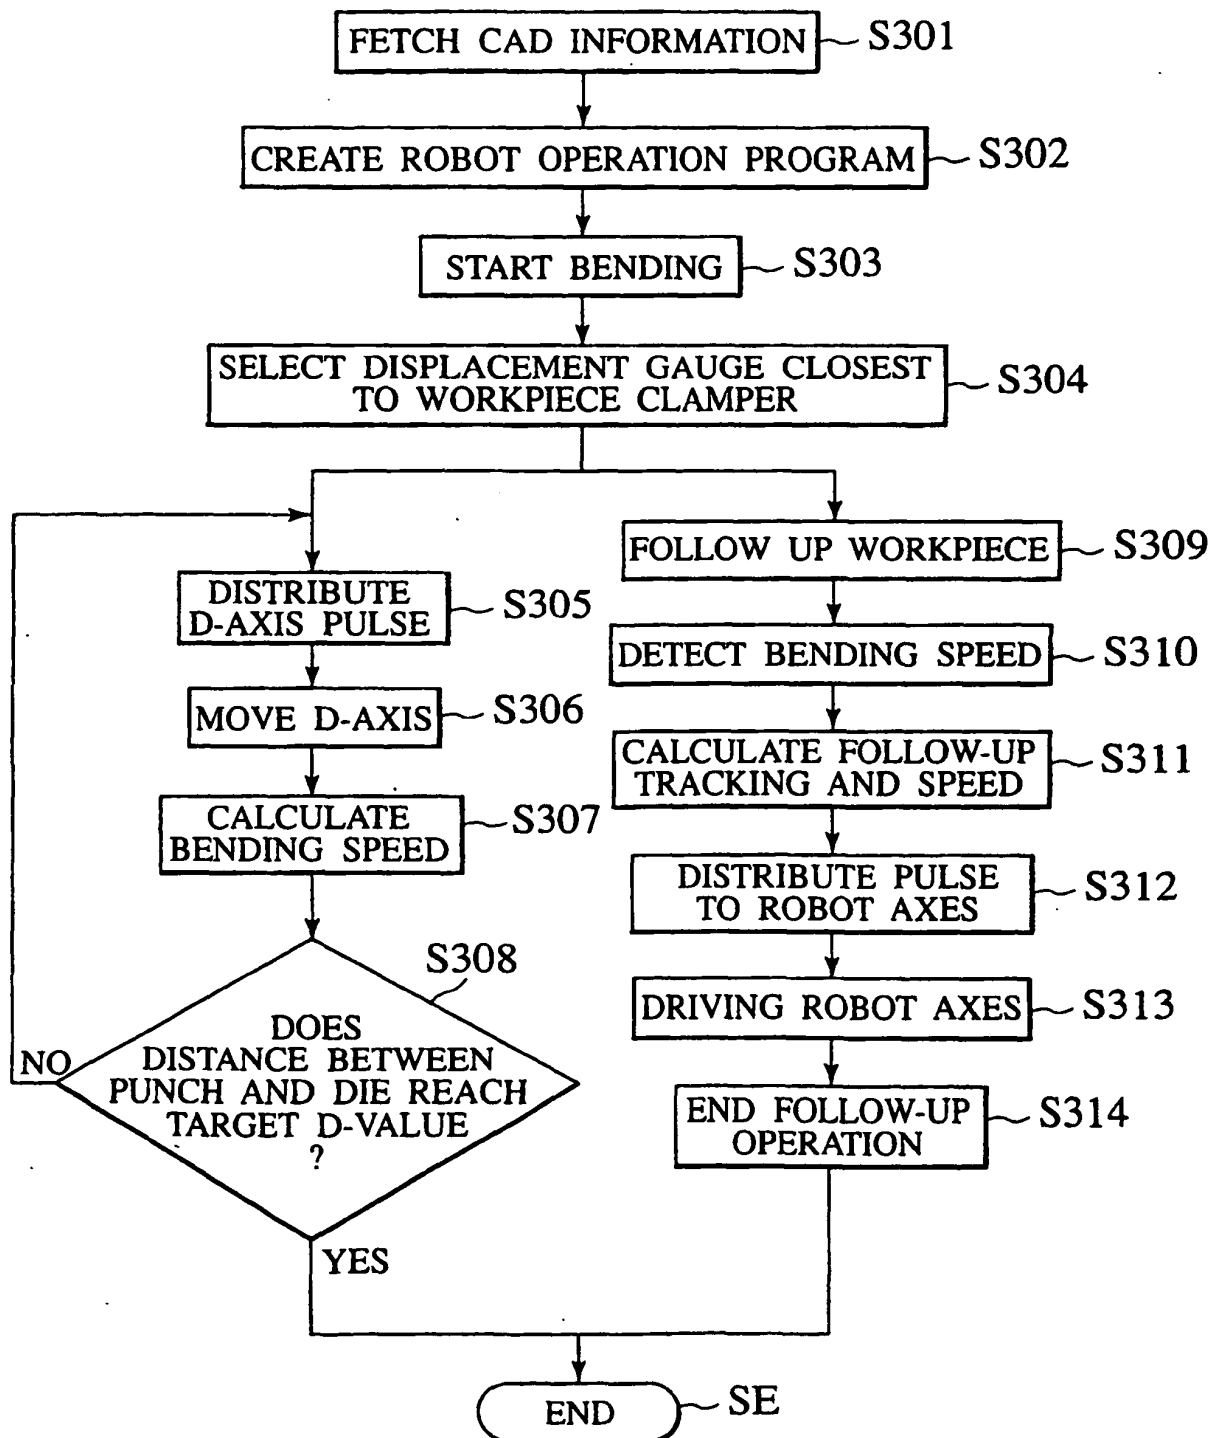 FETCH CAD INFORMATION
S301
CREATE ROBOT OPERATION PROGRAM
S302
START BENDING
S303
SELECT DISPLACEMENT GAUGE CLOSEST
TO WORKPIECE CLAMPER
S304
DISTRIBUTE
D-AXIS PULSE
S305
MOVE D-AXIS
S306
CALCULATE
BENDING SPEED
S307
S308
DOES
DISTANCE BETWEEN
PUNCH AND DIE REACH
TARGET D-VALUE
?
NO
YES
FOLLOW UP WORKPIECE
S309
DETECT BENDING SPEED
S310
CALCULATE FOLLOW-UP
TRACKING AND SPEED
S311
DISTRIBUTE PULSE
TO ROBOT AXES
S312
DRIVING ROBOT AXES
S313
END FOLLOW-UP
OPERATION
S314
END
SE